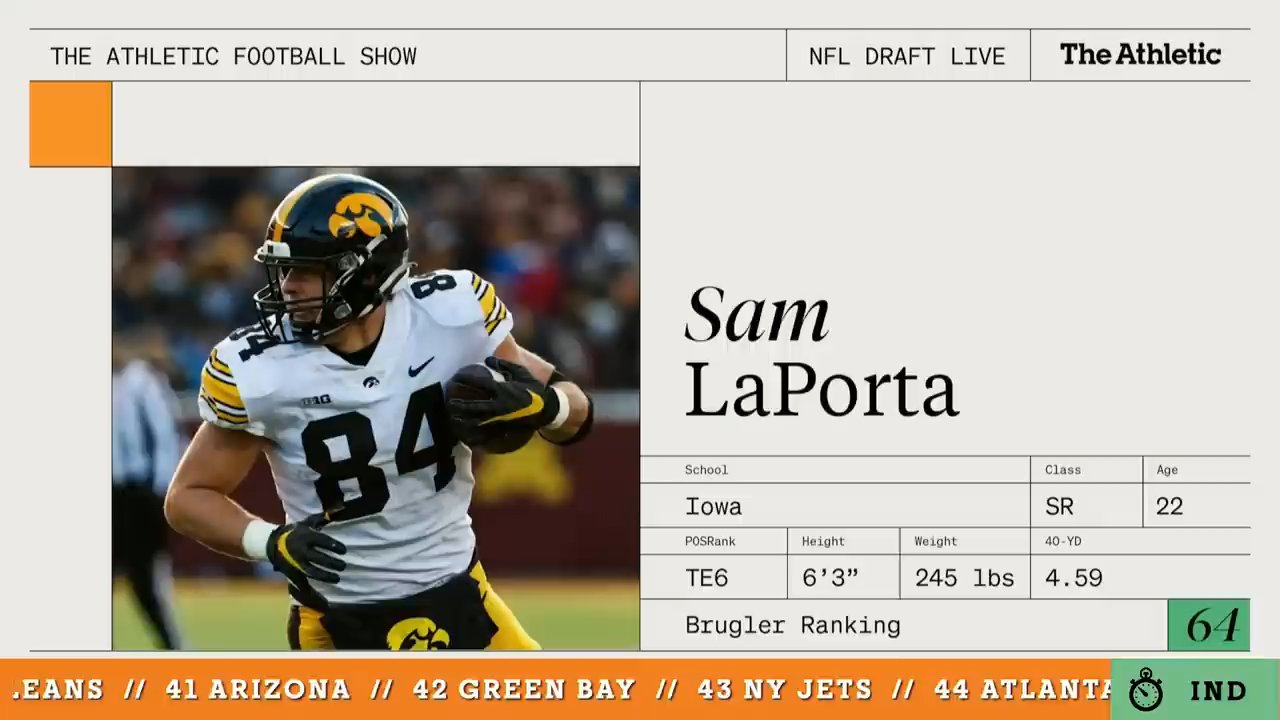 THE ATHLETIC FOOTBALL SHOW
NFL DRAFT LIVE
The Athletic
84
B1G
84
Sam
LaPorta
School
Class
Age
Iowa
SR
22
POSRank
Height
Weight
40-YD
TE6
6’3”
245 lbs
4.59
Brugler Ranking
64
.EANS // 41 ARIZONA // 42 GREEN BAY // 43 NY JETS // 44 ATLANTA
IND